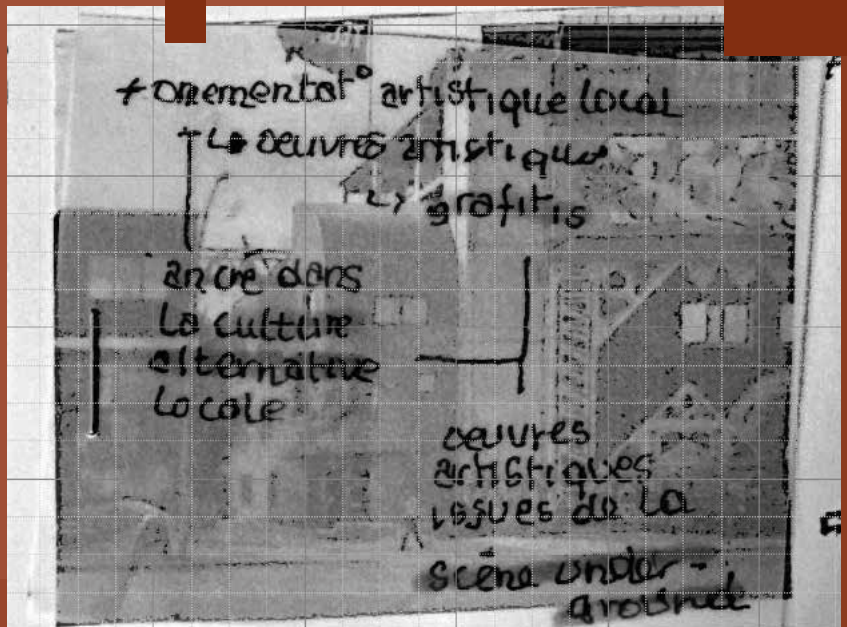 + ornementat° artistique local
↳ oeuvres artistiques
↳ grafitis
ancré dans
la culture
alternative
locale
oeuvres
artistiques
issues de la
scène under-
ground